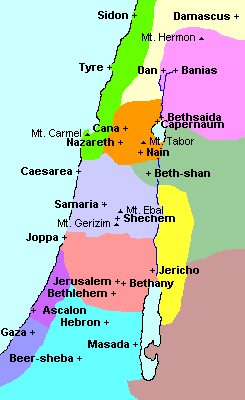 Sidon +
Damascus +
Mt. Hermon ▲
Tyre +
Dan +
+ Banias
Bethsaida
Capernaum
Cana +
Mt. Carmel ▲
Nazareth +
▲ Mt. Tabor
+ Nain
Caesarea +
+ Beth-shan
Samaria +
▲ Mt. Ebal
+ Shechem
Mt. Gerizim ▲
Joppa +
+ Jericho
Jerusalem +
+ Bethany
Bethlehem +
Ascalon
Hebron +
Gaza +
Masada +
Beer-sheba +